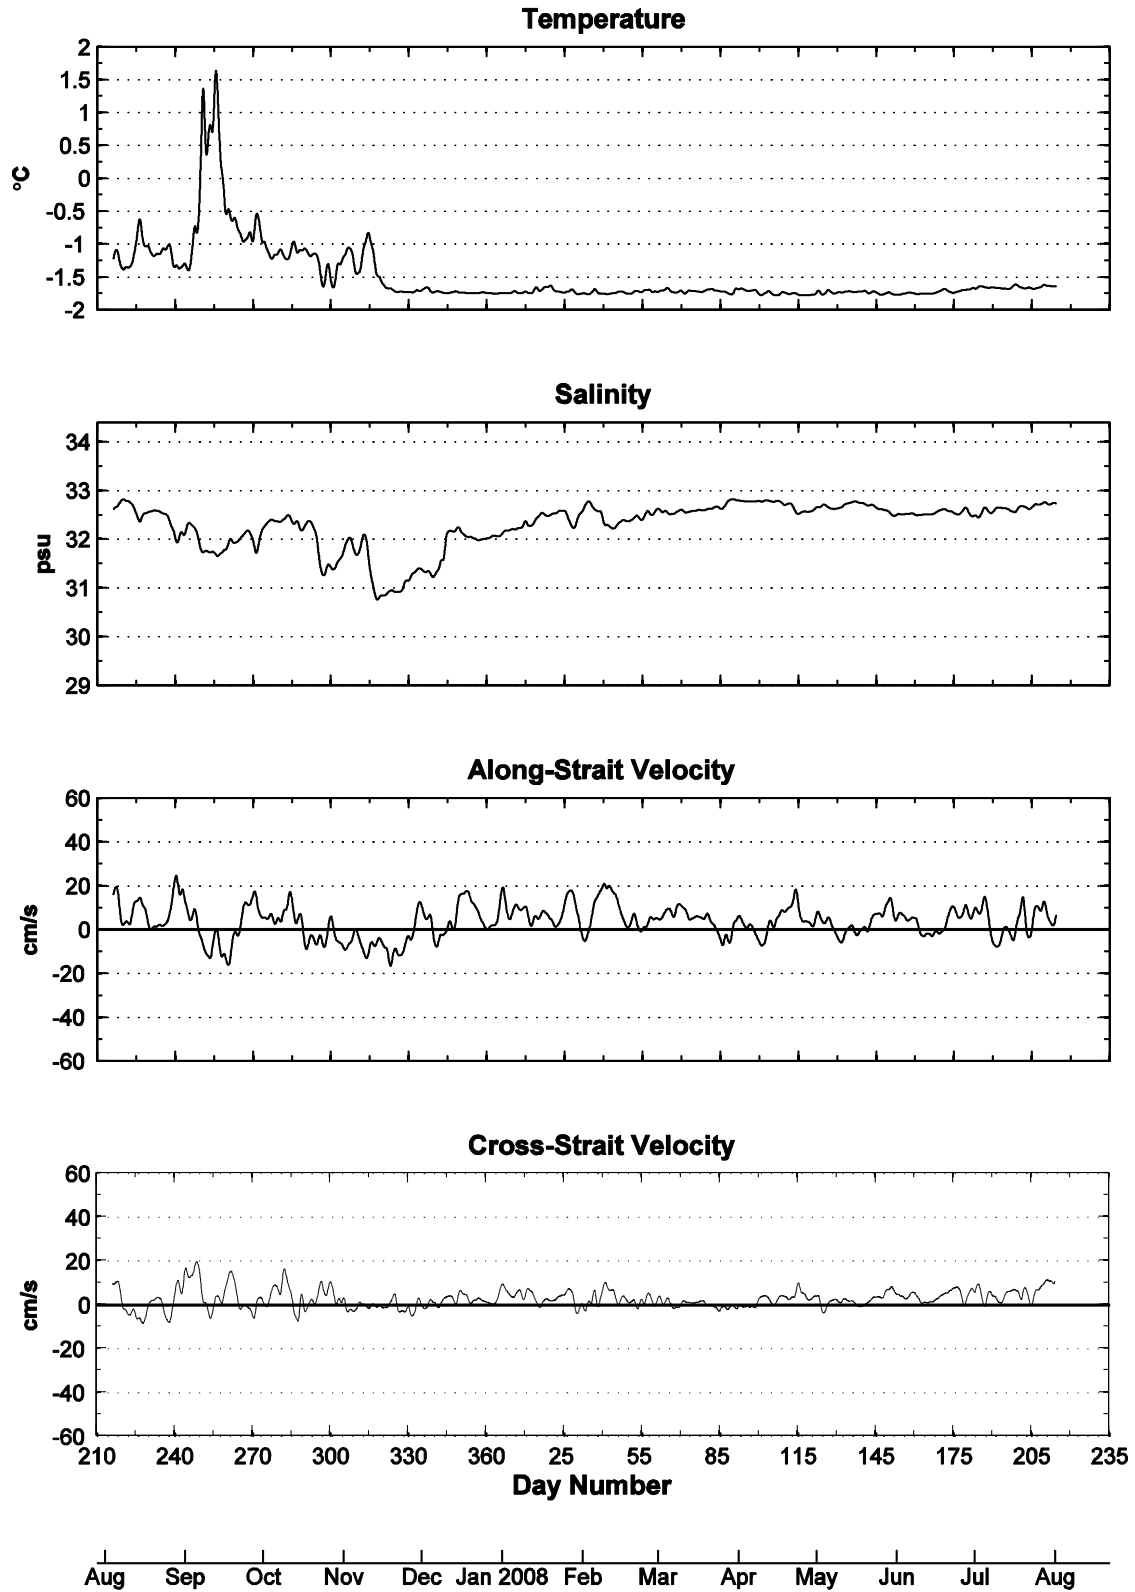 Temperature
2
1.5
1
0.5
0
-0.5
-1
-1.5
-2
°C
Salinity
34
33
32
31
30
29
psu
Along-Strait Velocity
60
40
20
0
-20
-40
-60
cm/s
Cross-Strait Velocity
60
40
20
0
-20
-40
-60
cm/s
210 240 270 300 330 360 25 55 85 115 145 175 205 235
Day Number
Aug Sep Oct Nov Dec Jan 2008 Feb Mar Apr May Jun Jul Aug